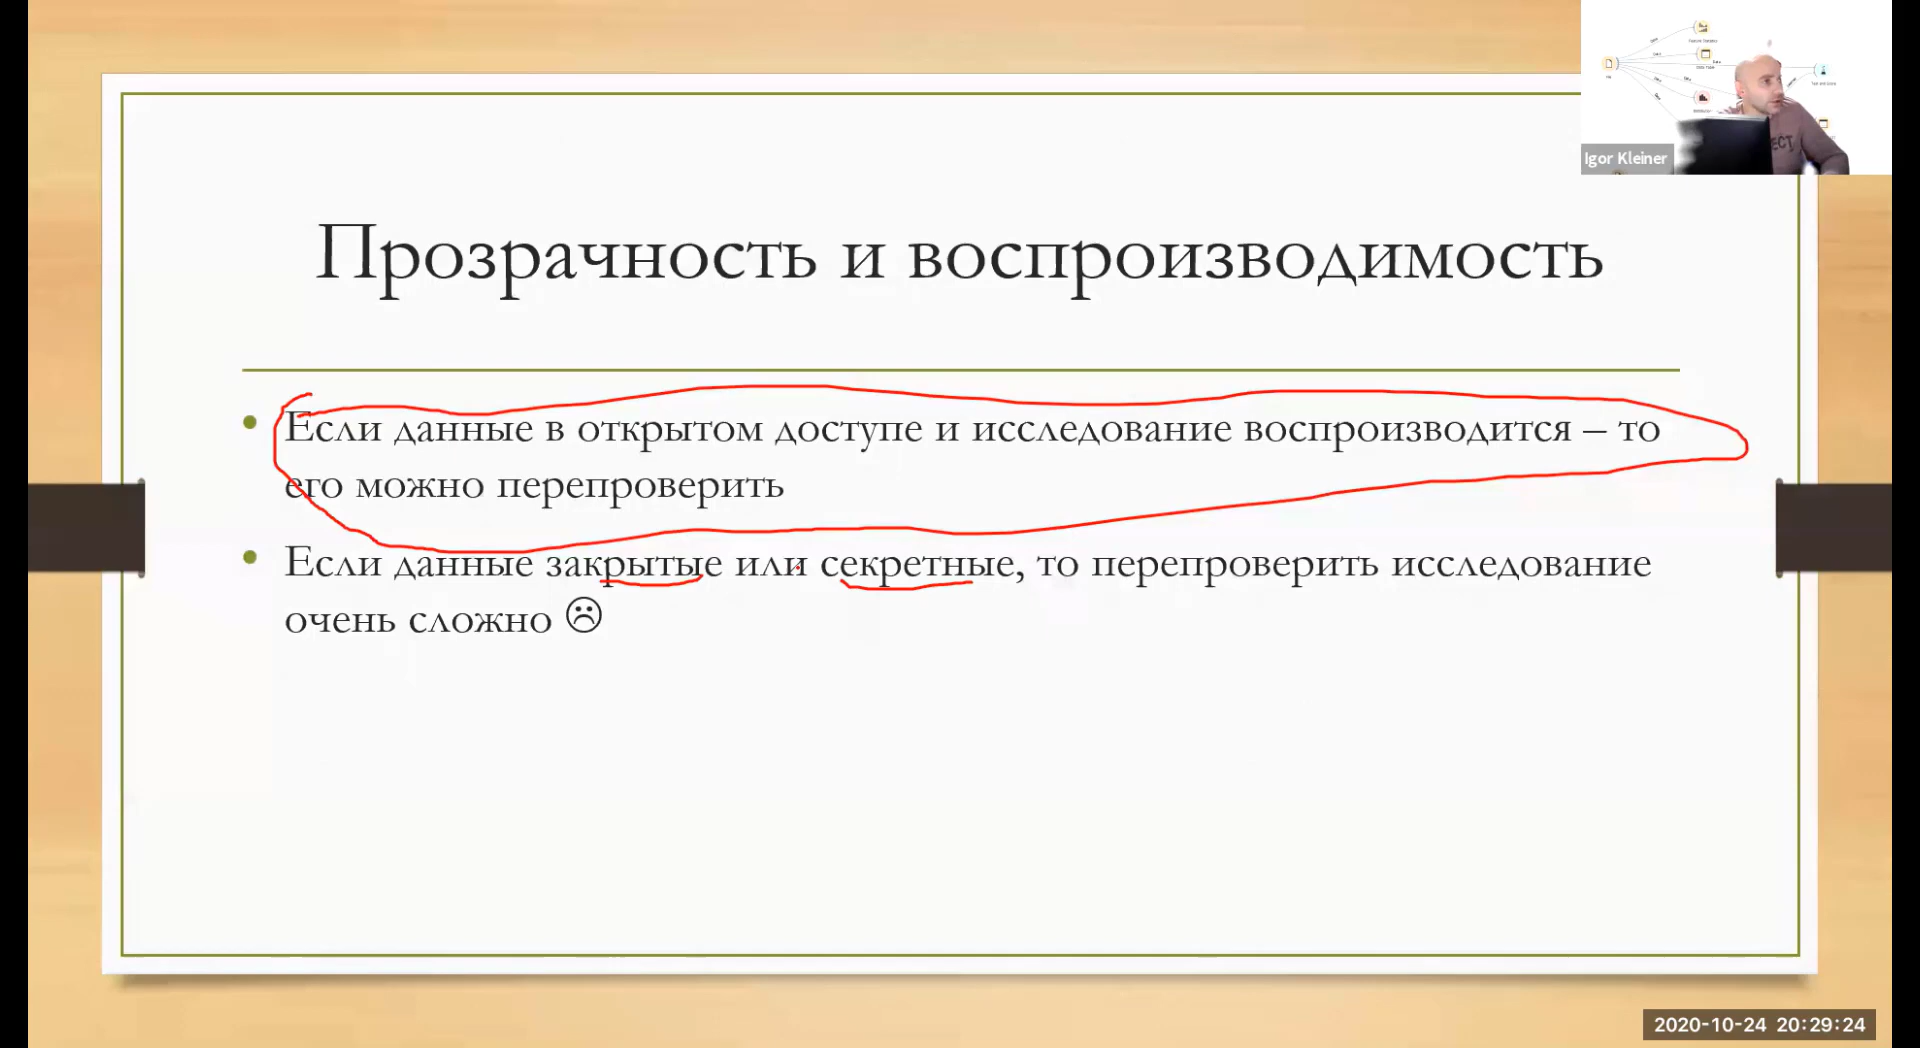 Igor Kleiner
Прозрачность и воспроизводимость
Если данные в открытом доступе и исследование воспроизводится – то
его можно перепроверить
Если данные закрытые или секретные, то перепроверить исследование
очень сложно ☹
2020-10-24 20:29:24